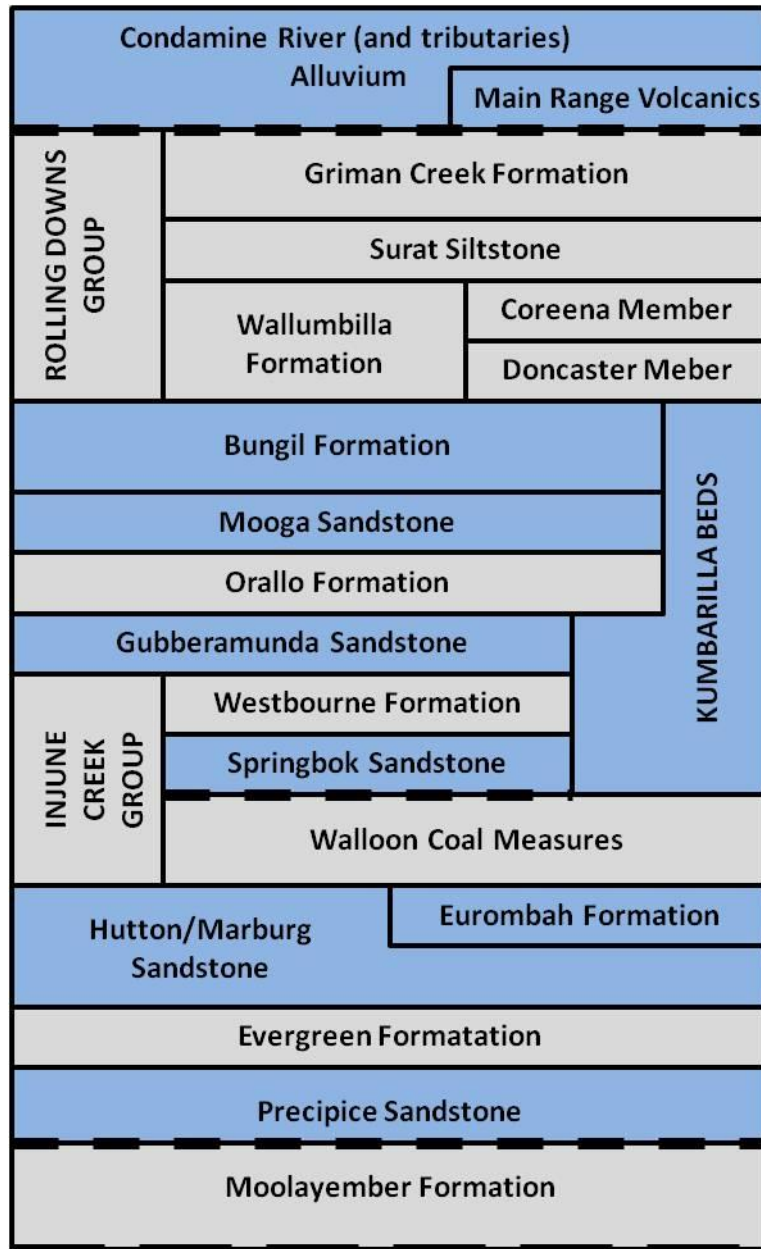 Condamine River (and tributaries)
Alluvium
Main Range Volcanics
ROLLING DOWNS
GROUP
Griman Creek Formation
Surat Siltstone
Wallumbilla
Formation
Coreena Member
Doncaster Meber
Bungil Formation
Mooga Sandstone
Orallo Formation
Gubberamunda Sandstone
KUMBARILLA BEDS
INJUNE
CREEK
GROUP
Westbourne Formation
Springbok Sandstone
Walloon Coal Measures
Hutton/Marburg
Sandstone
Eurombah Formation
Evergreen Formatation
Precipice Sandstone
Moolayember Formation